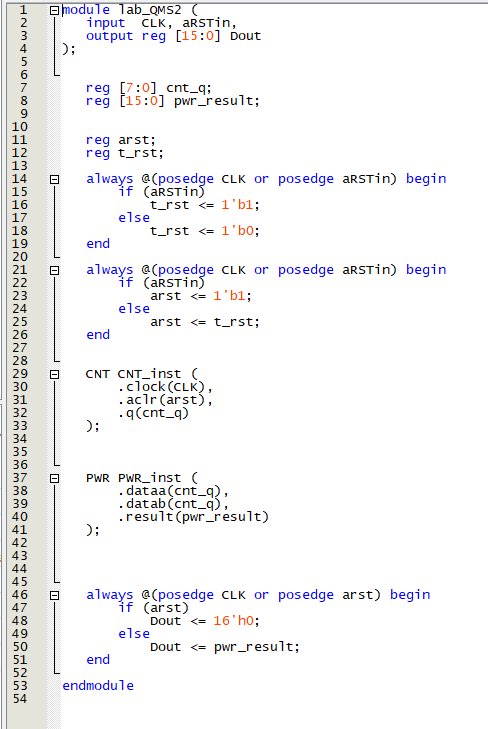 1 module lab_QMS2 (
2 input CLK, aRSTin,
3 output reg [15:0] Dout
4 );
5
6
7 reg [7:0] cnt_q;
8 reg [15:0] pwr_result;
9
10
11 reg arst;
12 reg t_rst;
13
14 always @(posedge CLK or posedge aRSTin) begin
15 if (aRSTin)
16 t_rst <= 1'b1;
17 else
18 t_rst <= 1'b0;
19 end
20
21 always @(posedge CLK or posedge aRSTin) begin
22 if (aRSTin)
23 arst <= 1'b1;
24 else
25 arst <= t_rst;
26 end
27
28
29 CNT CNT_inst (
30 .clock(CLK),
31 .aclr(arst),
32 .q(cnt_q)
33 );
34
35
36
37 PWR PWR_inst (
38 .dataa(cnt_q),
39 .datab(cnt_q),
40 .result(pwr_result)
41 );
42
43
44
45
46 always @(posedge CLK or posedge arst) begin
47 if (arst)
48 Dout <= 16'h0;
49 else
50 Dout <= pwr_result;
51 end
52
53 endmodule
54